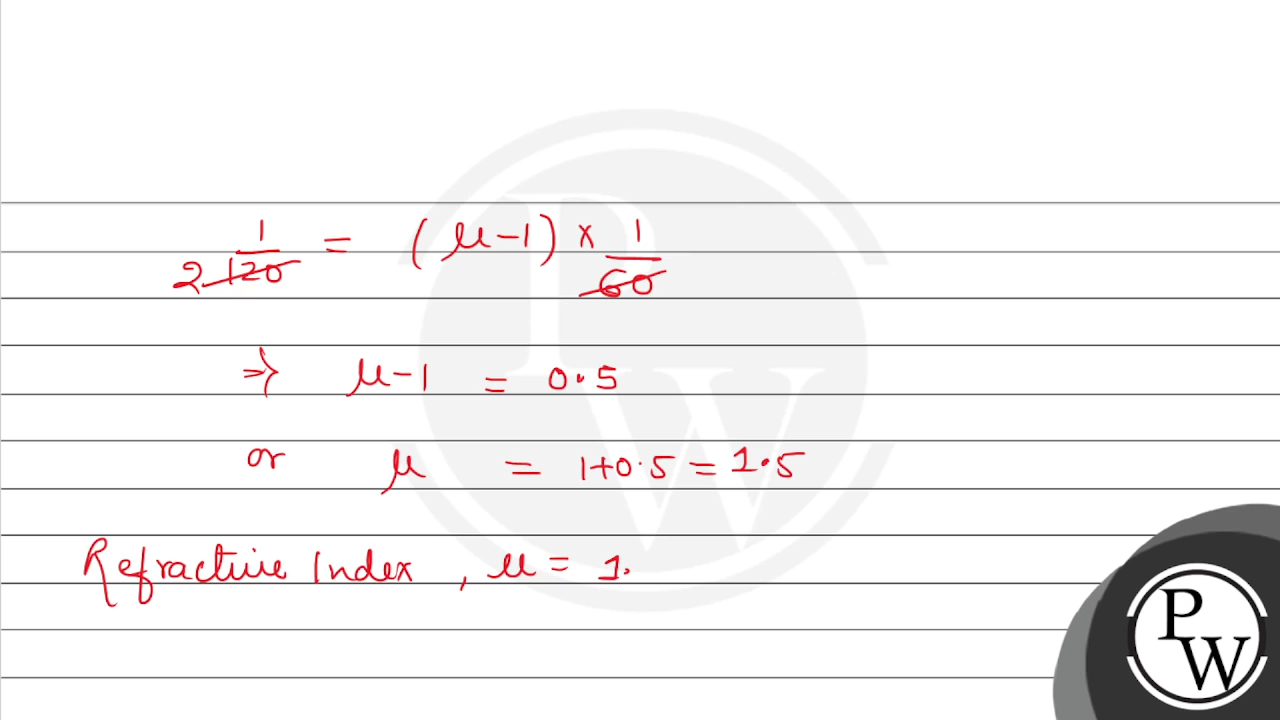 1/2 120 = (μ-1) × 1/60
⇒ μ-1 = 0.5
or μ = 1+0.5 = 1.5
Refractive Index, μ = 1.
PW
PW